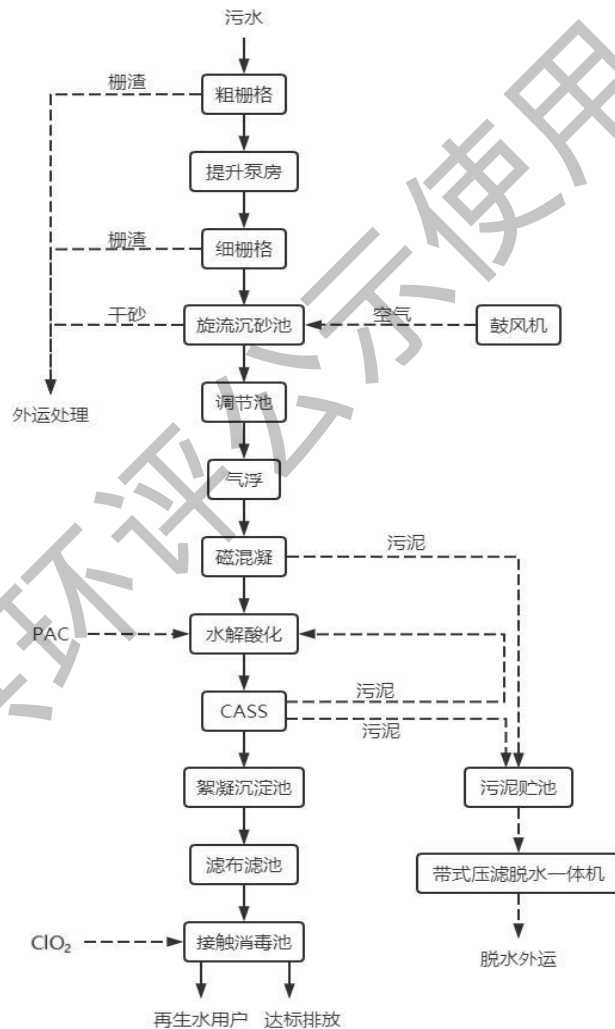 污水
栅渣
粗栅格
提升泵房
栅渣
细栅格
干砂
旋流沉砂池
空气
鼓风机
外运处理
调节池
气浮
磁混凝
污泥
PAC
水解酸化
污泥
CASS
污泥
絮凝沉淀池
污泥贮池
滤布滤池
带式压滤脱水一体机
ClO₂
接触消毒池
脱水外运
再生水用户
达标排放
环评公示使用